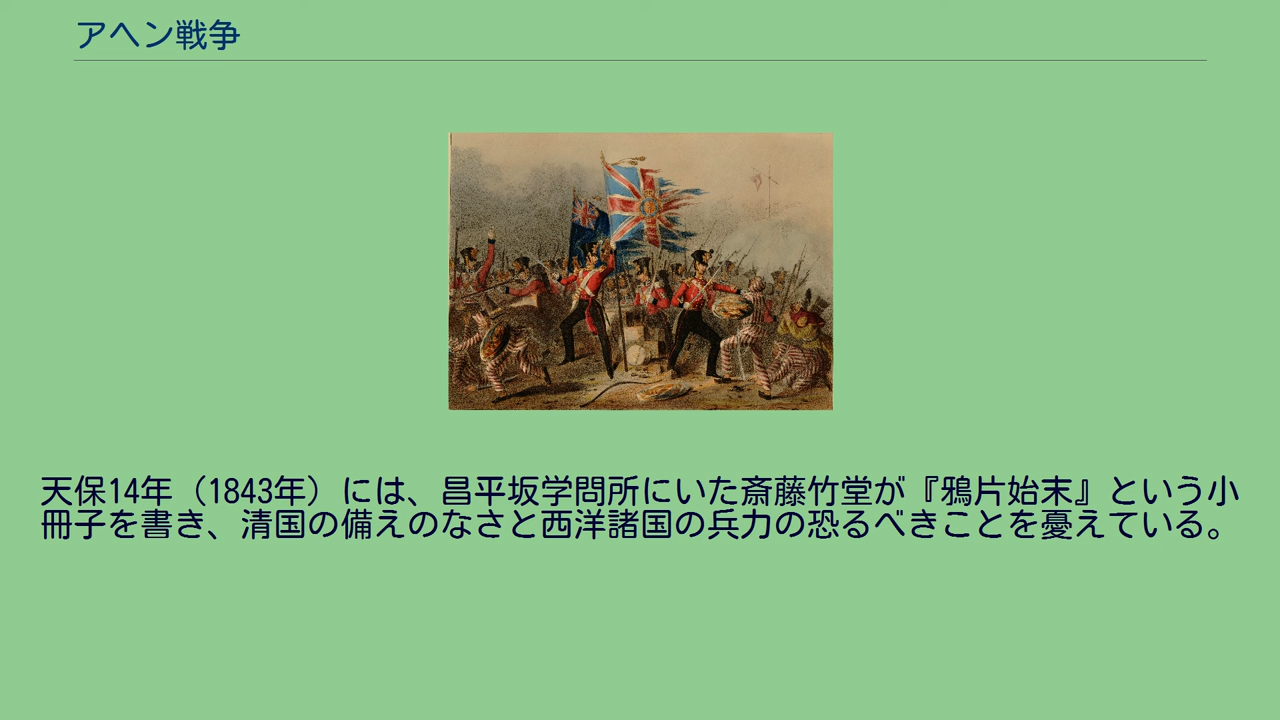 アヘン戦争
天保14年（1843年）には、昌平坂学問所にいた斎藤竹堂が『鴉片始末』という小
冊子を書き、清国の備えのなさと西洋諸国の兵力の恐るべきことを憂えている。